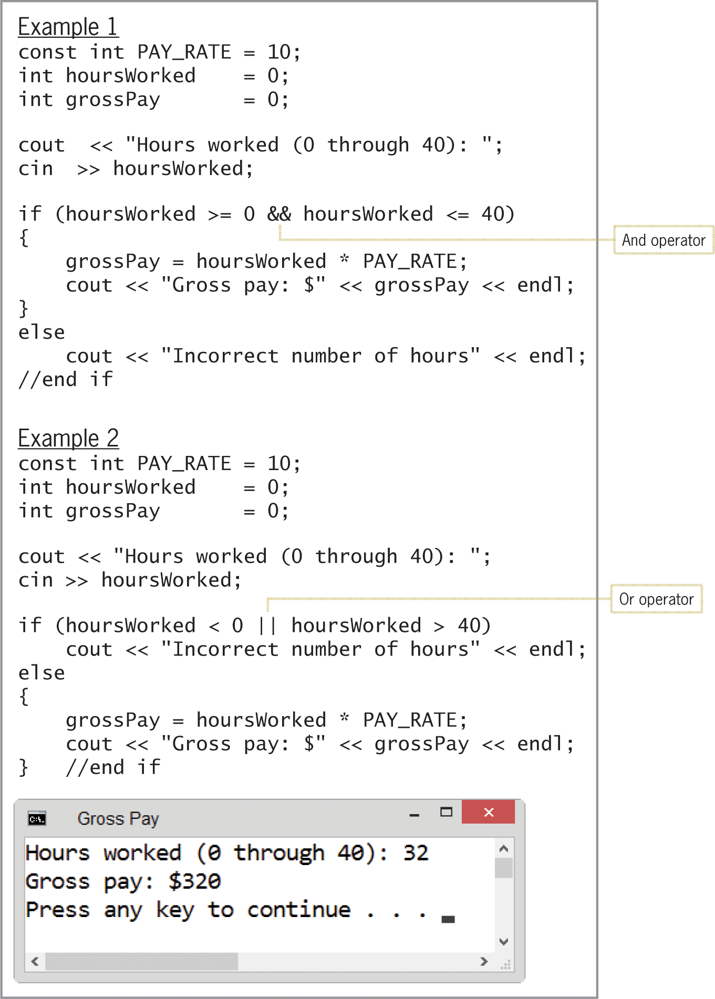 Example 1
const int PAY_RATE = 10;
int hoursWorked    = 0;
int grossPay       = 0;
cout  << "Hours worked (0 through 40): ";
cin  >> hoursWorked;
if (hoursWorked >= 0 && hoursWorked <= 40)
{
And operator
    grossPay = hoursWorked * PAY_RATE;
    cout << "Gross pay: $" << grossPay << endl;
}
else
    cout << "Incorrect number of hours" << endl;
//end if
Example 2
const int PAY_RATE = 10;
int hoursWorked    = 0;
int grossPay       = 0;
cout << "Hours worked (0 through 40): ";
cin >> hoursWorked;
Or operator
if (hoursWorked < 0 || hoursWorked > 40)
    cout << "Incorrect number of hours" << endl;
else
{
    grossPay = hoursWorked * PAY_RATE;
    cout << "Gross pay: $" << grossPay << endl;
}   //end if
C:\. Gross Pay
Hours worked (0 through 40): 32
Gross pay: $320
Press any key to continue . . . _